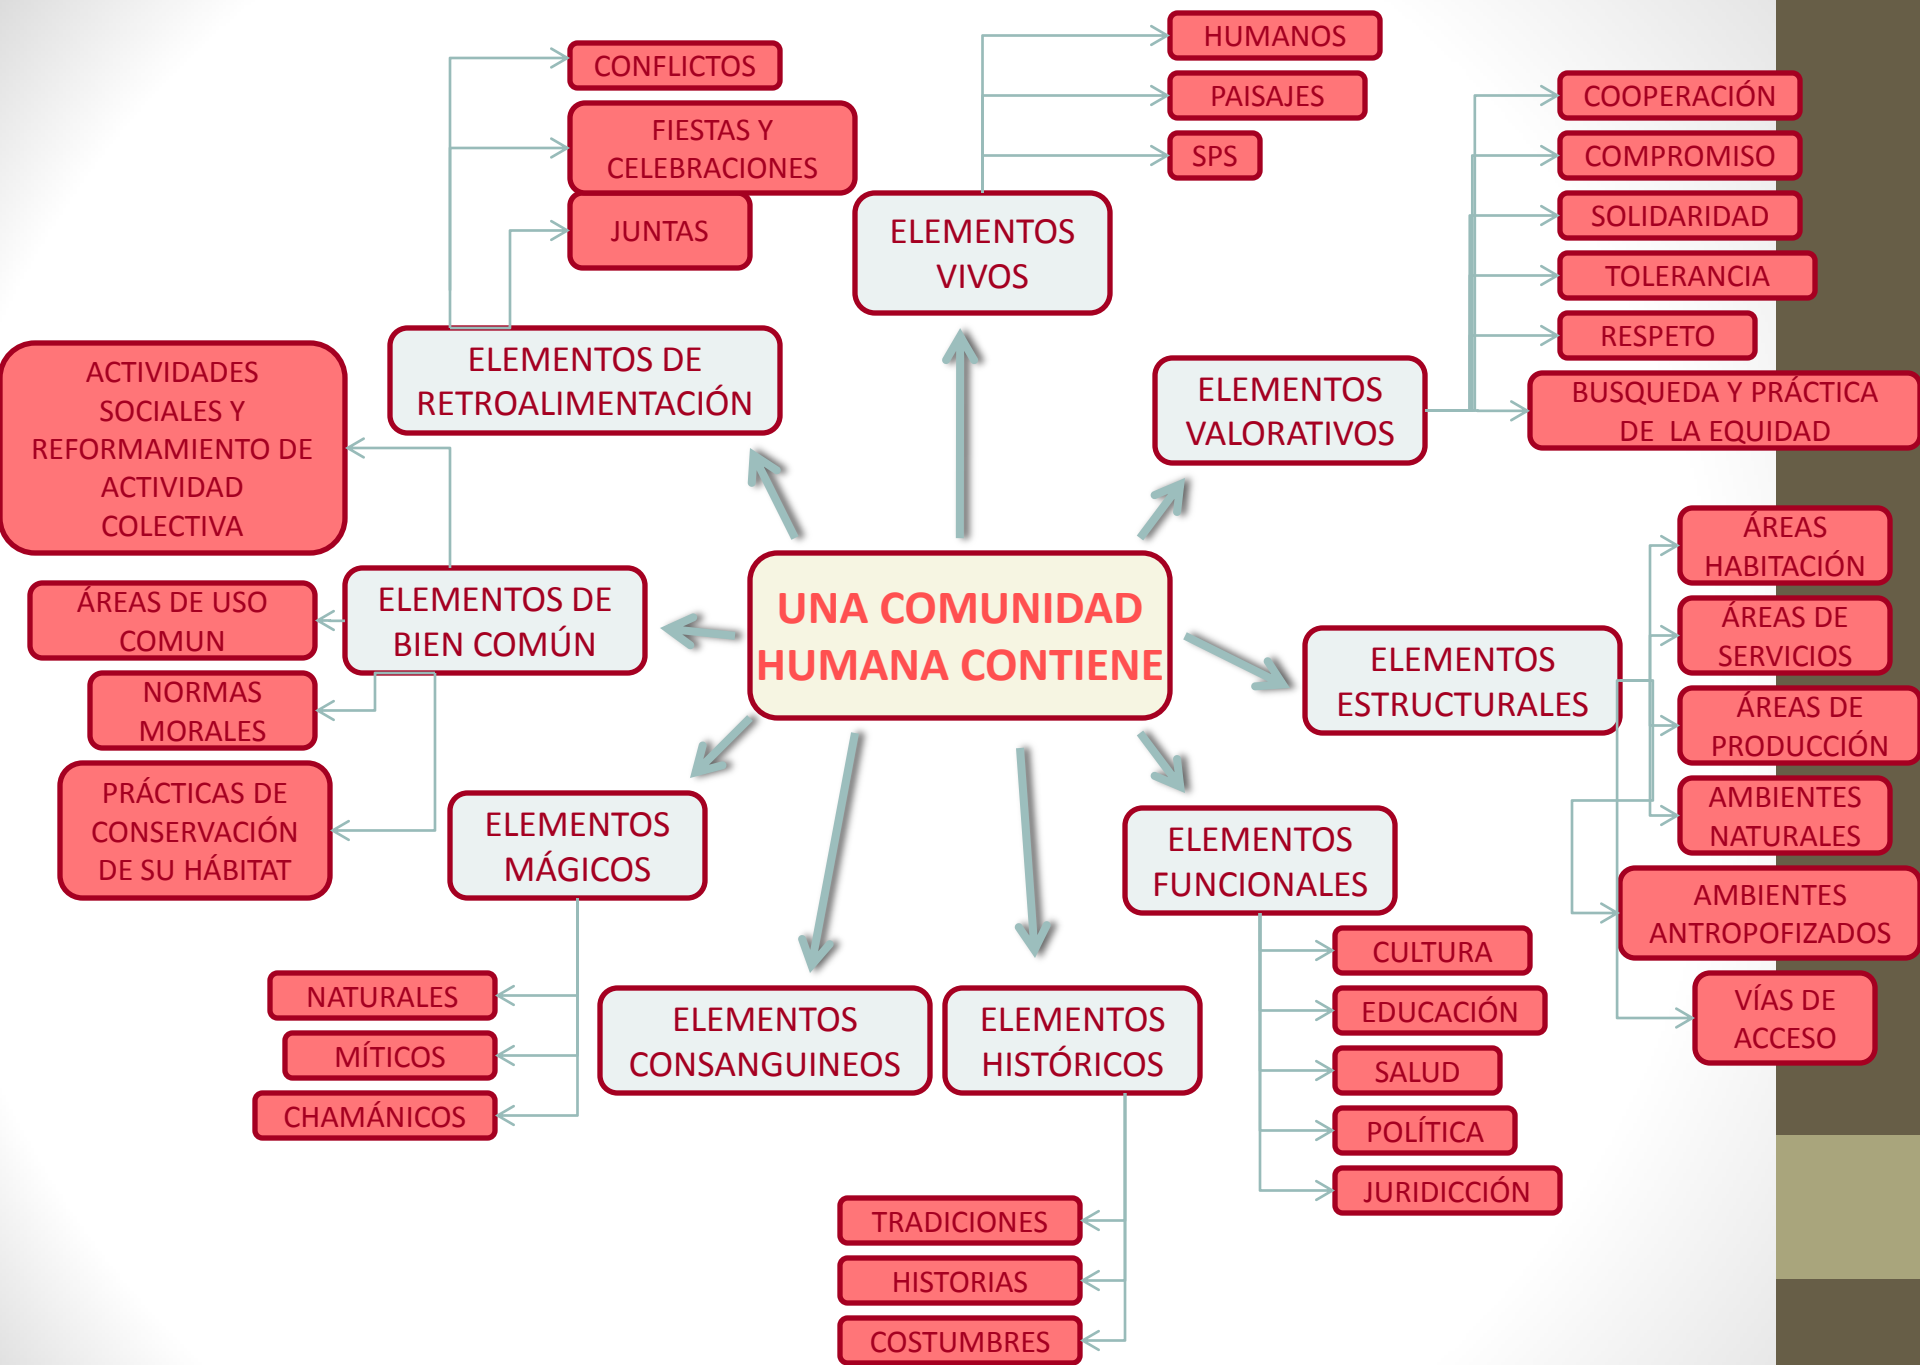 UNA COMUNIDAD
HUMANA CONTIENE
ELEMENTOS
VIVOS
HUMANOS
PAISAJES
SPS
ELEMENTOS
VALORATIVOS
COOPERACIÓN
COMPROMISO
SOLIDARIDAD
TOLERANCIA
RESPETO
BUSQUEDA Y PRÁCTICA
DE LA EQUIDAD
ELEMENTOS
ESTRUCTURALES
ÁREAS
HABITACIÓN
ÁREAS DE
SERVICIOS
ÁREAS DE
PRODUCCIÓN
AMBIENTES
NATURALES
AMBIENTES
ANTROPOFIZADOS
VÍAS DE
ACCESO
ELEMENTOS
FUNCIONALES
CULTURA
EDUCACIÓN
SALUD
POLÍTICA
JURIDICCIÓN
ELEMENTOS
HISTÓRICOS
TRADICIONES
HISTORIAS
COSTUMBRES
ELEMENTOS
CONSANGUINEOS
ELEMENTOS
MÁGICOS
NATURALES
MÍTICOS
CHAMÁNICOS
ELEMENTOS DE
BIEN COMÚN
ACTIVIDADES
SOCIALES Y
REFORMAMIENTO DE
ACTIVIDAD
COLECTIVA
ÁREAS DE USO
COMUN
NORMAS
MORALES
PRÁCTICAS DE
CONSERVACIÓN
DE SU HÁBITAT
ELEMENTOS DE
RETROALIMENTACIÓN
CONFLICTOS
FIESTAS Y
CELEBRACIONES
JUNTAS